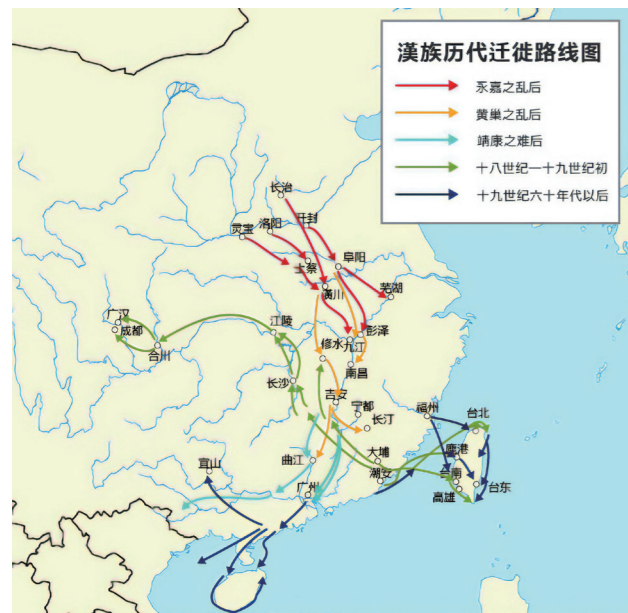 漢族历代迁徙路线图
永嘉之乱后
黄巢之乱后
靖康之难后
十八世纪一十九世纪初
十九世纪六十年代以后
长治
灵宝
洛阳
开封
上蔡
阜阳
潢川
芜湖
广汉
成都
合川
江陵
修水
九江
彭泽
南昌
长沙
吉安
宁都
长汀
福州
台北
宜山
曲江
大埔
鹿港
潮安
台南
台东
广州
高雄